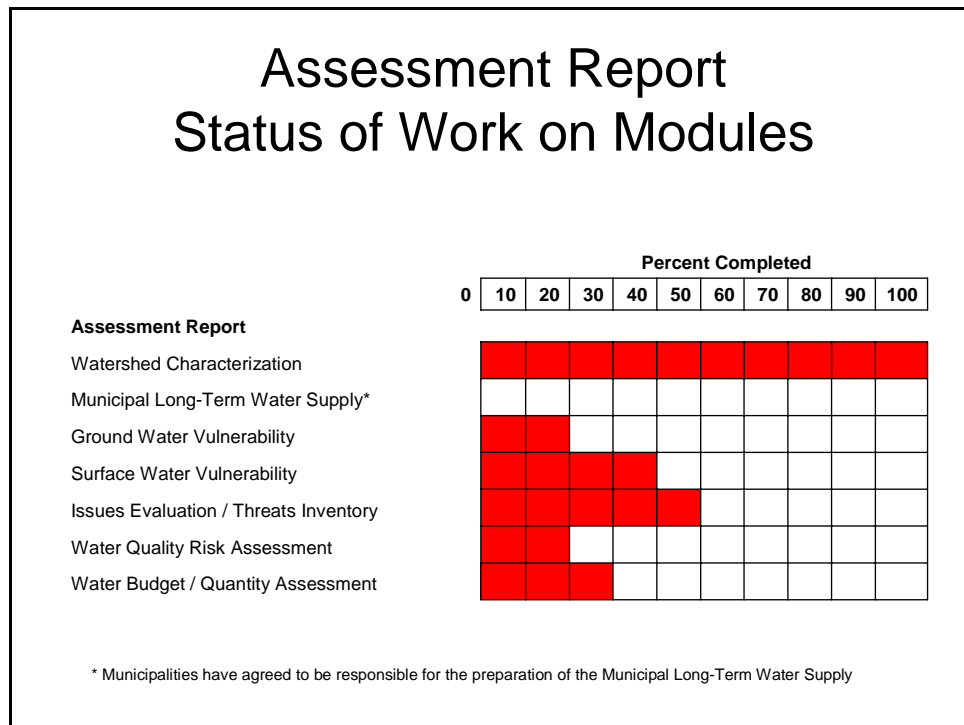 Assessment Report
Status of Work on Modules
Percent Completed
0 10 20 30 40 50 60 70 80 90 100
Assessment Report
Watershed Characterization
Municipal Long-Term Water Supply*
Ground Water Vulnerability
Surface Water Vulnerability
Issues Evaluation / Threats Inventory
Water Quality Risk Assessment
Water Budget / Quantity Assessment
* Municipalities have agreed to be responsible for the preparation of the Municipal Long-Term Water Supply